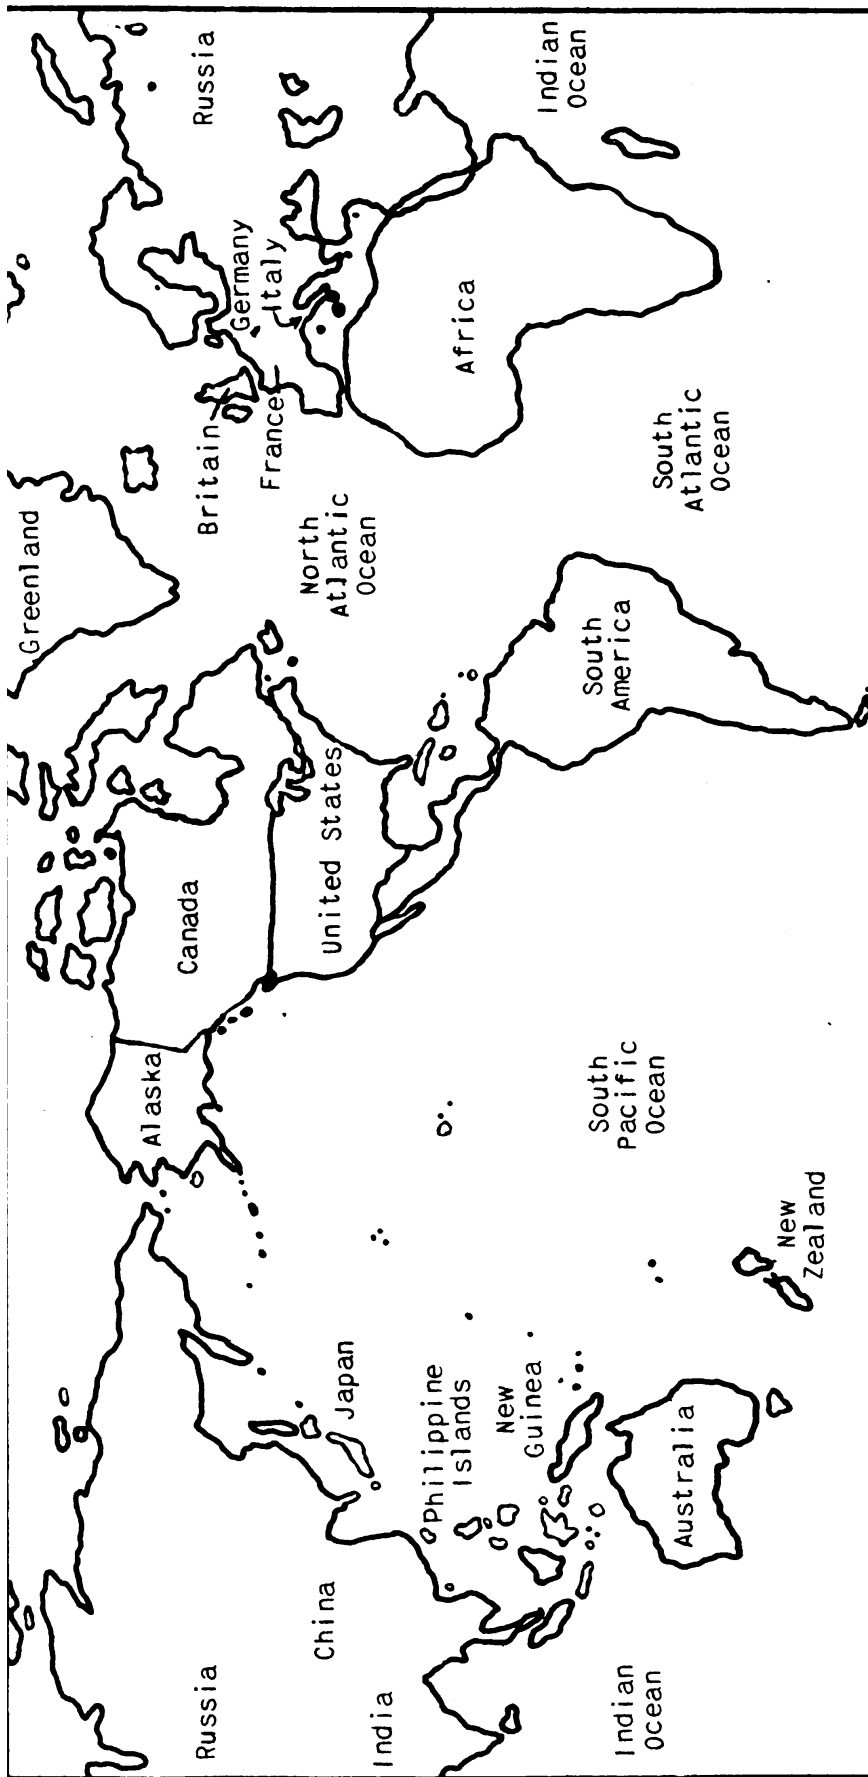 Russia
Greenland
Alaska
Canada
Britain
Germany
Italy
France
Russia
China
India
Japan
United States
North
Atlantic
Ocean
Philippine
Islands
New
Guinea
Africa
Indian
Ocean
Indian
Ocean
Australia
South
Pacific
Ocean
South
America
South
Atlantic
Ocean
New
Zealand